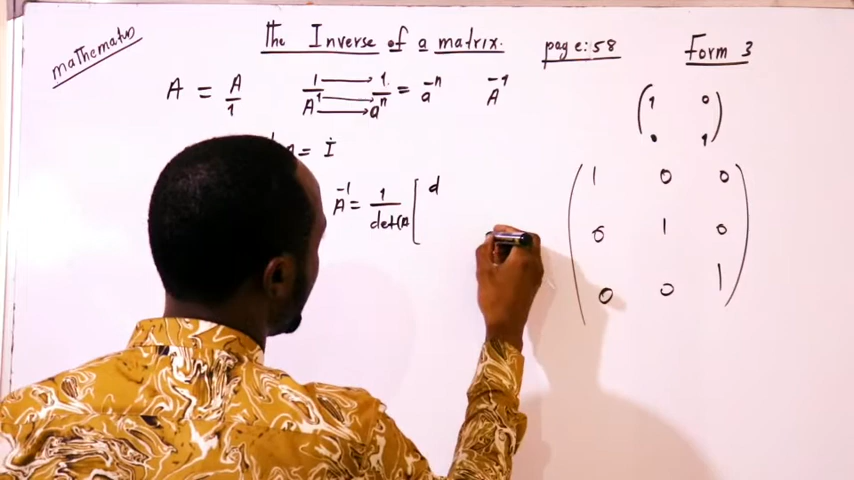 mathematics
The Inverse of a matrix.
page:58
Form 3
A = A/1
1/A¹ 1/aⁿ = a⁻ⁿ A⁻¹
= I
A⁻¹ = 1/det(A [ d
( 1 0
0 1 )
( 1 0 0
0 1 0
0 0 1 )